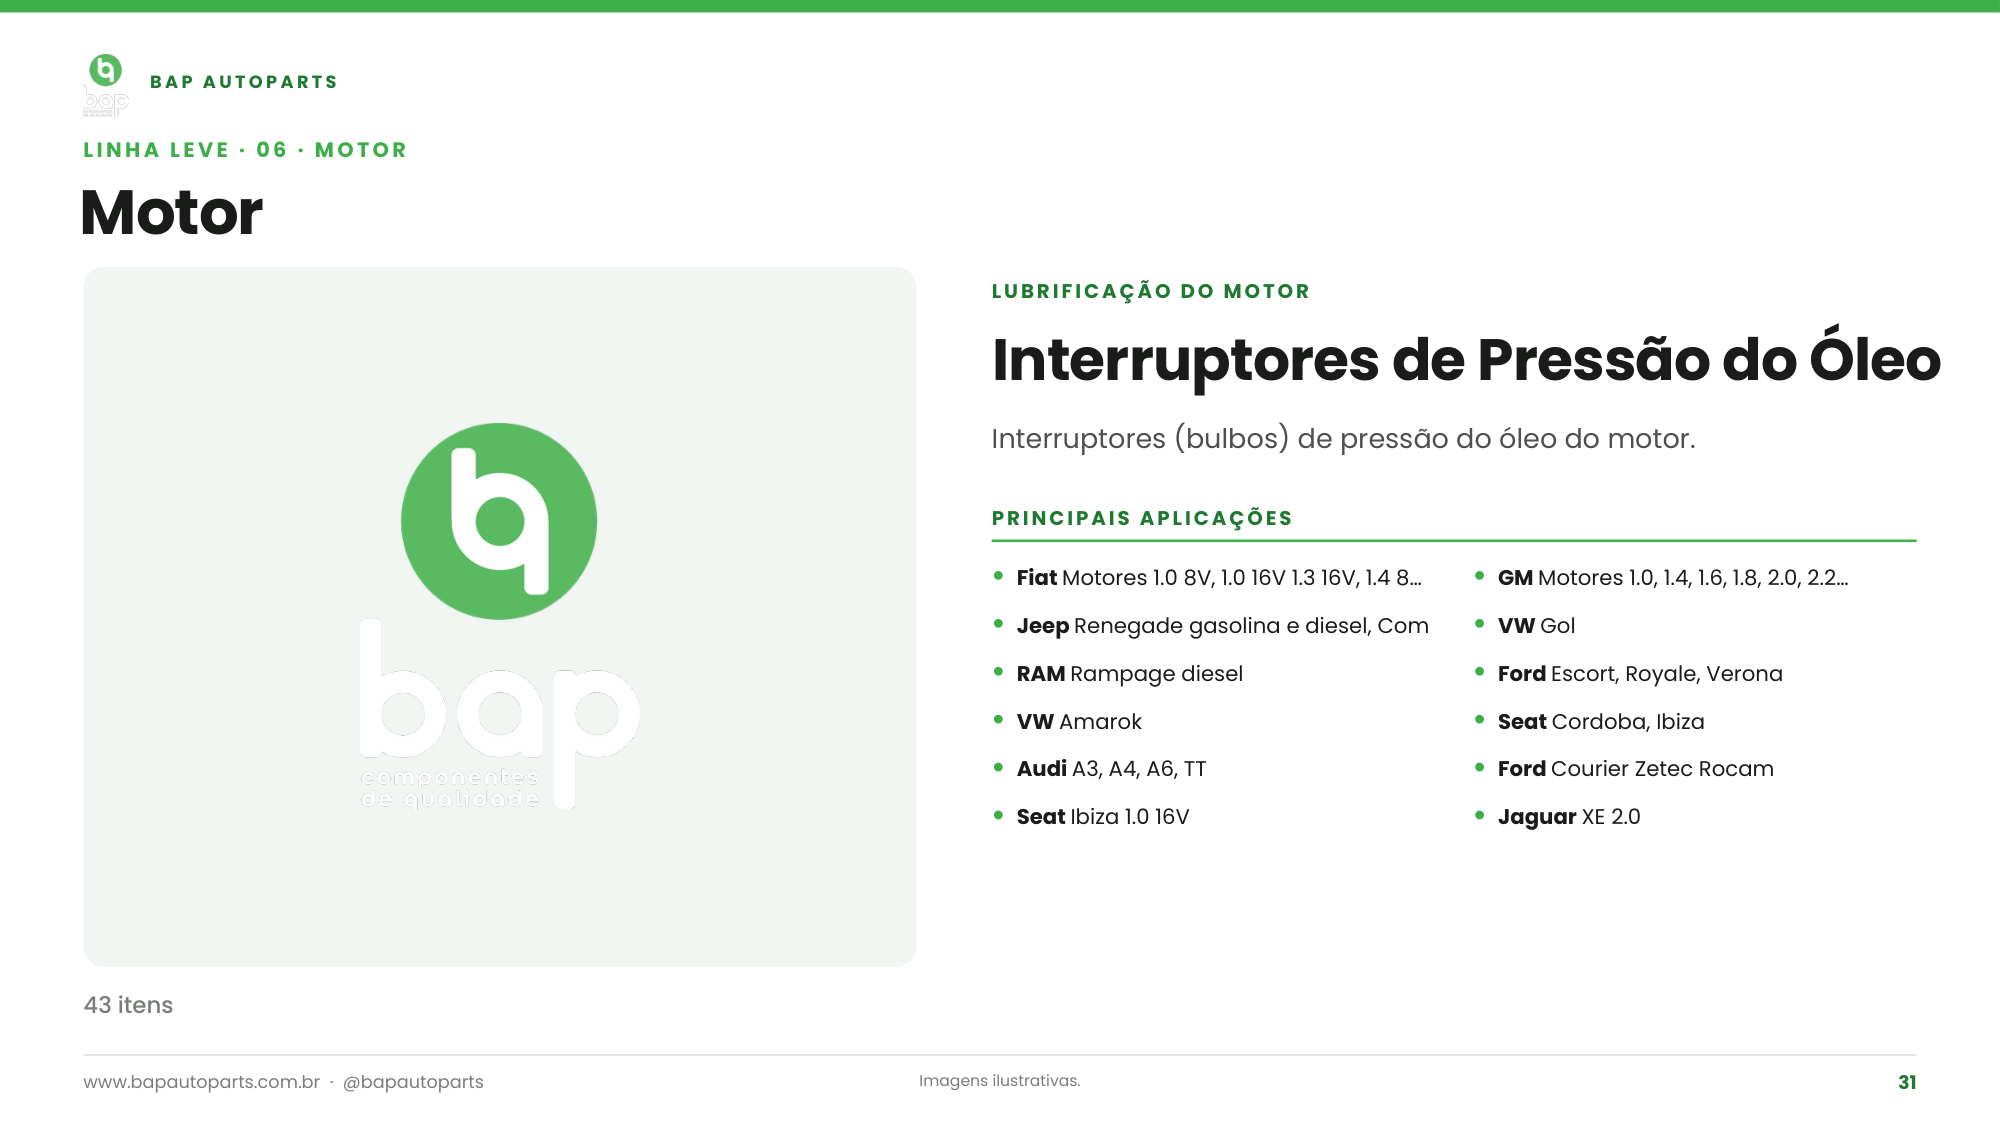 bap
BAP AUTOPARTS
LINHA LEVE · 06 · MOTOR
Motor
bap
componentes
de qualidade
43 itens
LUBRIFICAÇÃO DO MOTOR
Interruptores de Pressão do Óleo
Interruptores (bulbos) de pressão do óleo do motor.
PRINCIPAIS APLICAÇÕES
• Fiat Motores 1.0 8V, 1.0 16V 1.3 16V, 1.4 8...
• Jeep Renegade gasolina e diesel, Com
• RAM Rampage diesel
• VW Amarok
• Audi A3, A4, A6, TT
• Seat Ibiza 1.0 16V
• GM Motores 1.0, 1.4, 1.6, 1.8, 2.0, 2.2...
• VW Gol
• Ford Escort, Royale, Verona
• Seat Cordoba, Ibiza
• Ford Courier Zetec Rocam
• Jaguar XE 2.0
www.bapautoparts.com.br · @bapautoparts
Imagens ilustrativas.
31